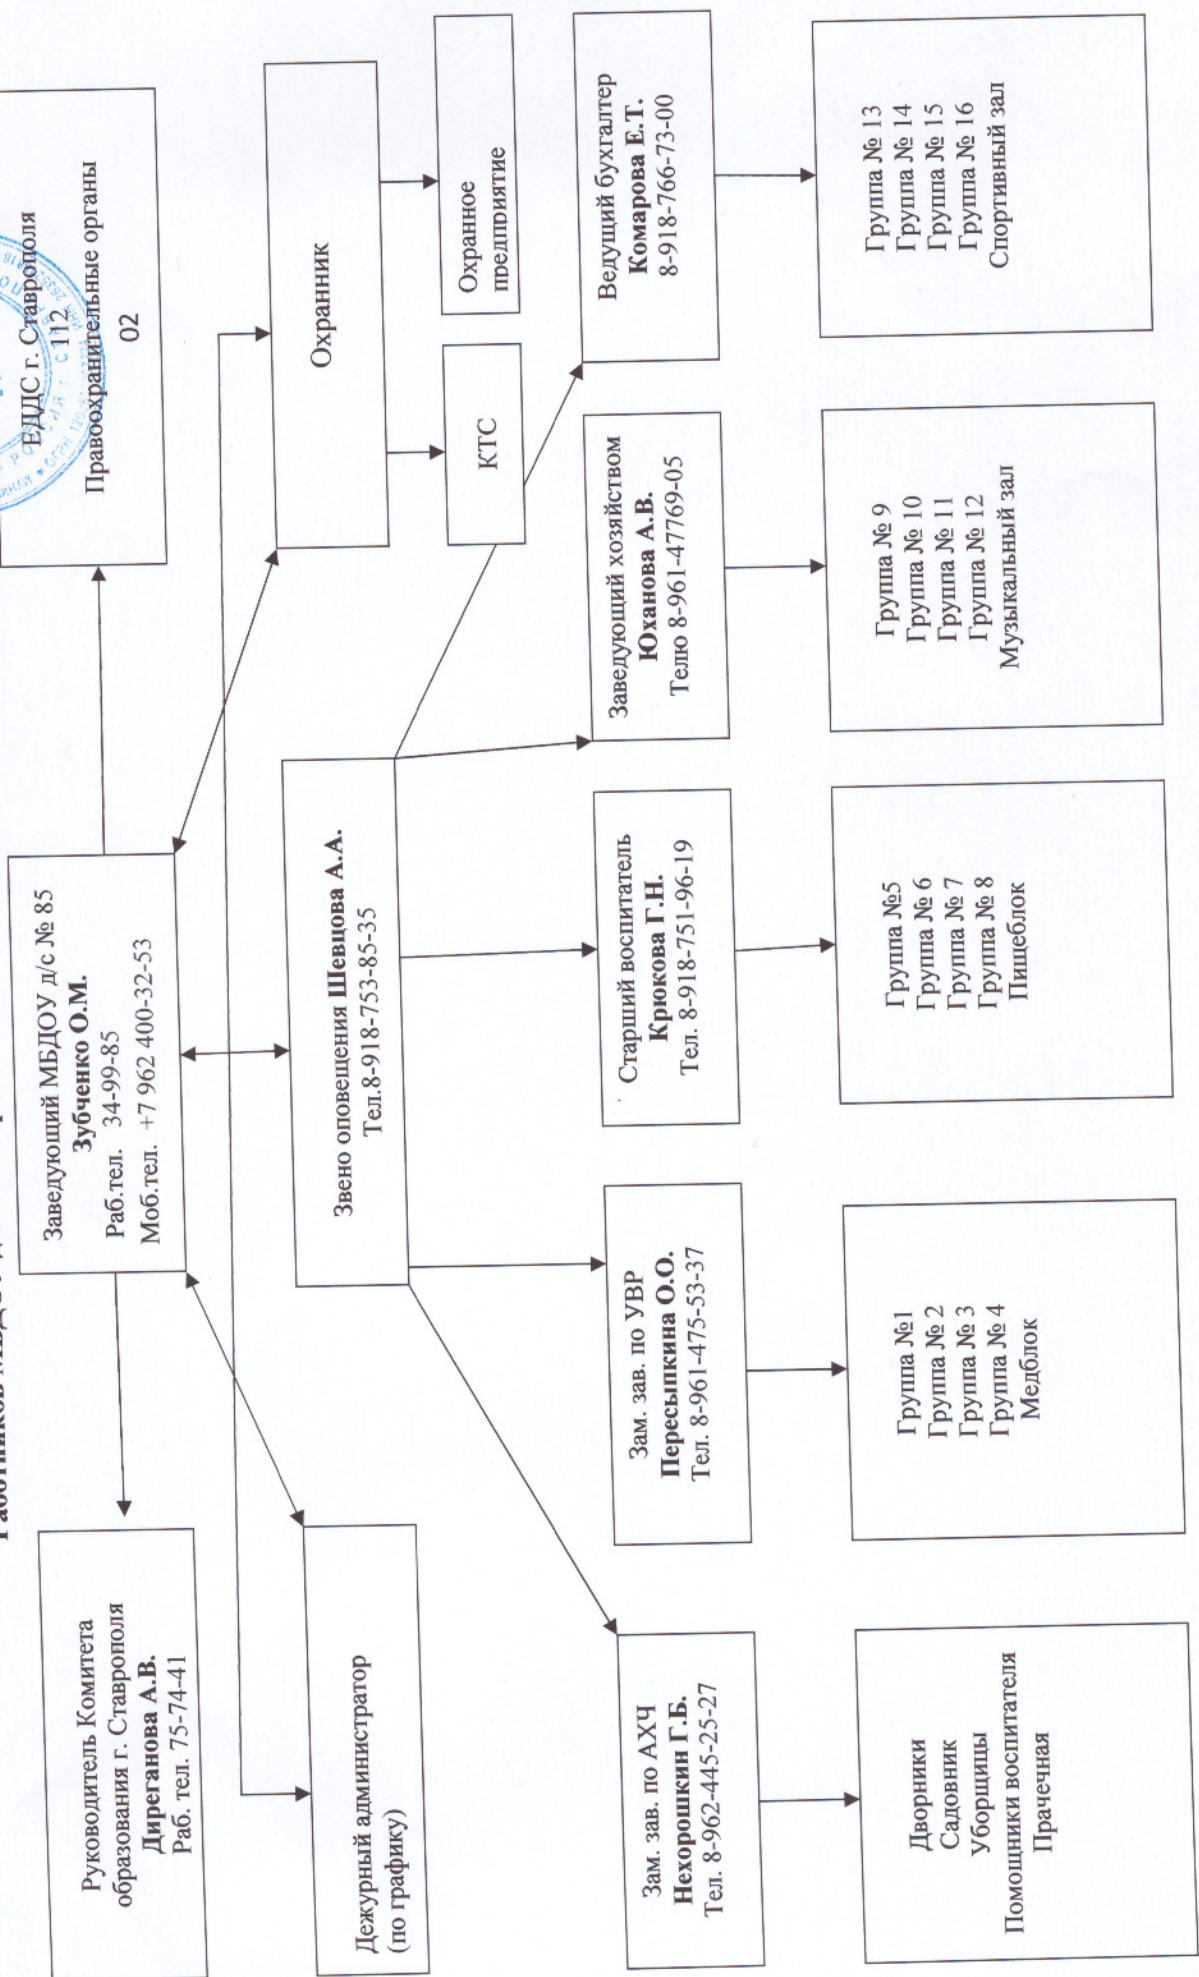 Руководитель Комитета
образования г. Ставрополя
Диреганова А.В.
Раб. тел. 75-74-41
Заведующий МБДОУ д/с № 85
Зубченко О.М.
Раб.тел. 34-99-85
Моб.тел. +7 962 400-32-53
ЕДДС г. Ставрополя
112
Правоохранительные органы
02
Дежурный администратор
(по графику)
Звено оповещения Шевцова А.А.
Тел.8-918-753-85-35
Охранник
КТС
Охранное
предприятие
Зам. зав. по АХЧ
Нехорошкин Г.Б.
Тел. 8-962-445-25-27
Зам. зав. по УВР
Пересыпкина О.О.
Тел. 8-961-475-53-37
Старший воспитатель
Крюкова Г.Н.
Тел. 8-918-751-96-19
Заведующий хозяйством
Юханова А.В.
Телю 8-961-47769-05
Ведущий бухгалтер
Комарова Е.Т.
8-918-766-73-00
Дворники
Садовник
Уборщицы
Помощники воспитателя
Прачечная
Группа №1
Группа № 2
Группа № 3
Группа № 4
Медблок
Группа №5
Группа № 6
Группа № 7
Группа № 8
Пищеблок
Группа № 9
Группа № 10
Группа № 11
Группа № 12
Музыкальный зал
Группа № 13
Группа № 14
Группа № 15
Группа № 16
Спортивный зал